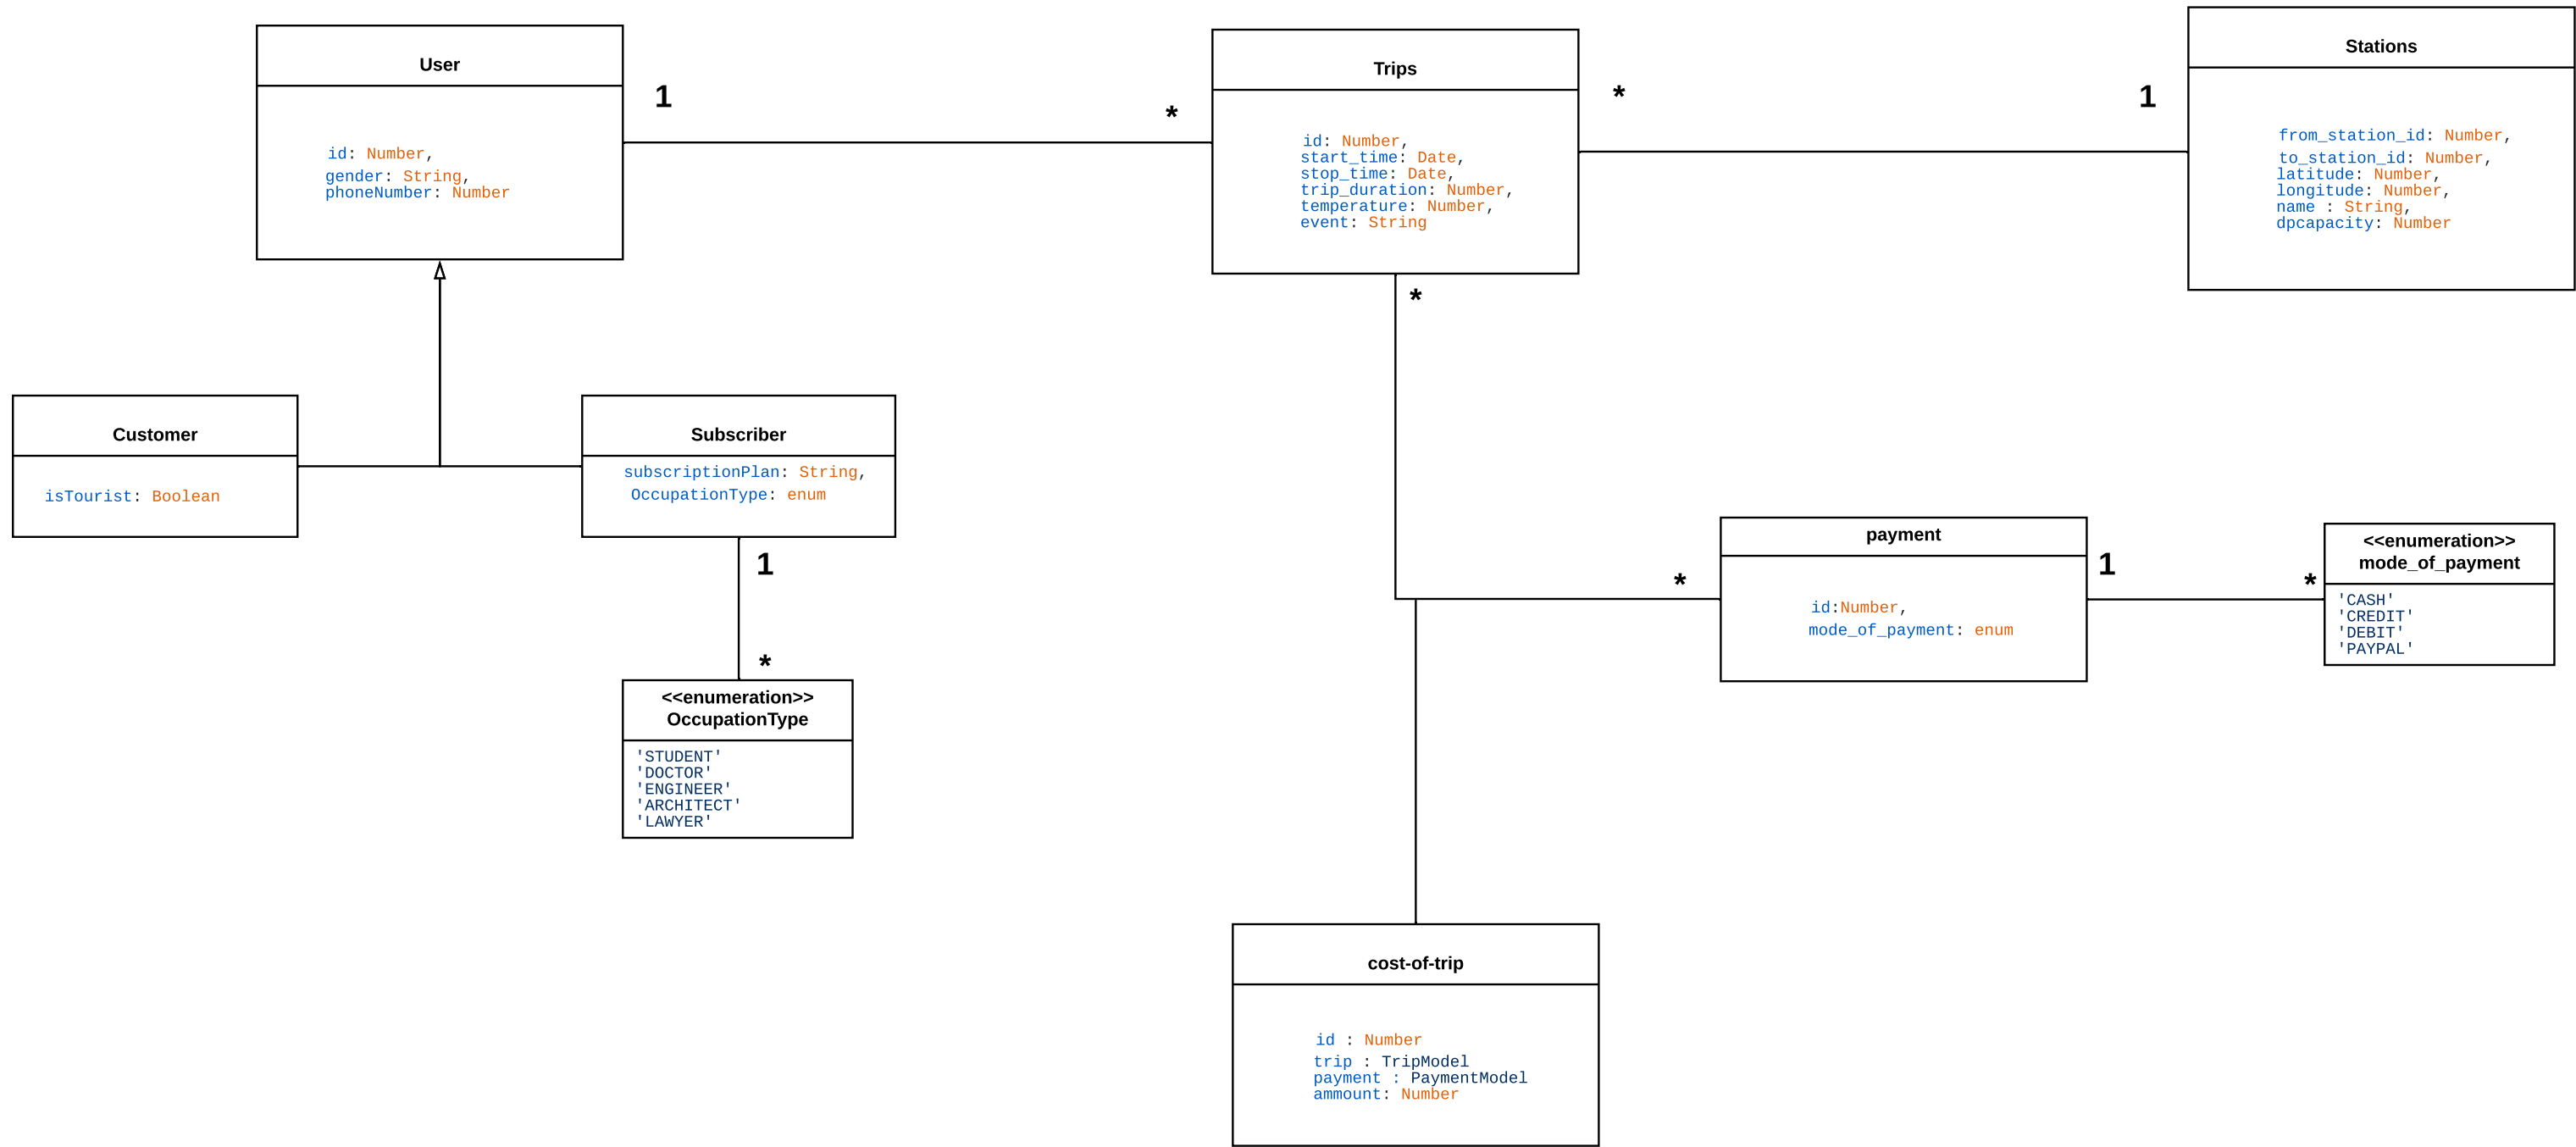 User
id: Number,
gender: String,
phoneNumber: Number
1
*
Trips
id: Number,
start_time: Date,
stop_time: Date,
trip_duration: Number,
temperature: Number,
event: String
*
1
Stations
from_station_id: Number,
to_station_id: Number,
latitude: Number,
longitude: Number,
name : String,
dpcapacity: Number
*
Customer
isTourist: Boolean
Subscriber
subscriptionPlan: String,
OccupationType: enum
1
*
<<enumeration>>
OccupationType
'STUDENT'
'DOCTOR'
'ENGINEER'
'ARCHITECT'
'LAWYER'
*
payment
id:Number,
mode_of_payment: enum
1
*
<<enumeration>>
mode_of_payment
'CASH'
'CREDIT'
'DEBIT'
'PAYPAL'
cost-of-trip
id : Number
trip : TripModel
payment : PaymentModel
ammount: Number